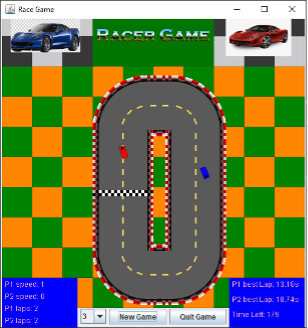 Race Game
RACER GAME
P1 speed: 1
P2 speed: 0
P1 laps: 2
P2 laps: 2
3
New Game
Quit Game
P1 best Lap: 13.18s
P2 best Lap: 18.74s
Time Left: 175